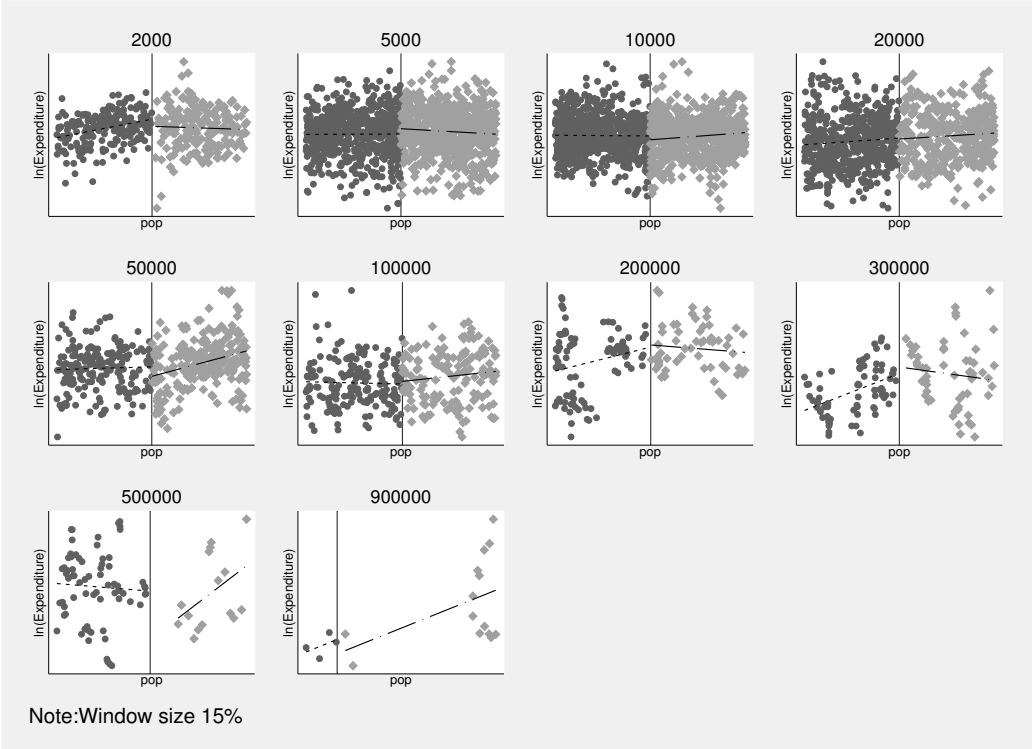 2000
5000
10000
20000
ln(Expenditure)
ln(Expenditure)
ln(Expenditure)
ln(Expenditure)
pop
pop
pop
pop
50000
100000
200000
300000
ln(Expenditure)
ln(Expenditure)
ln(Expenditure)
ln(Expenditure)
pop
pop
pop
pop
500000
900000
ln(Expenditure)
ln(Expenditure)
pop
pop
Note:Window size 15%